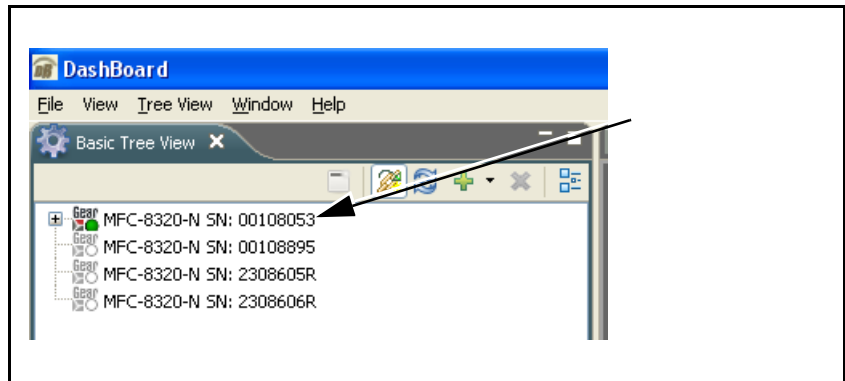 DB DashBoard
File View Tree View Window Help
Basic Tree View
Gear MFC-8320-N SN: 00108053
Gear MFC-8320-N SN: 00108895
Gear MFC-8320-N SN: 2308605R
Gear MFC-8320-N SN: 2308606R